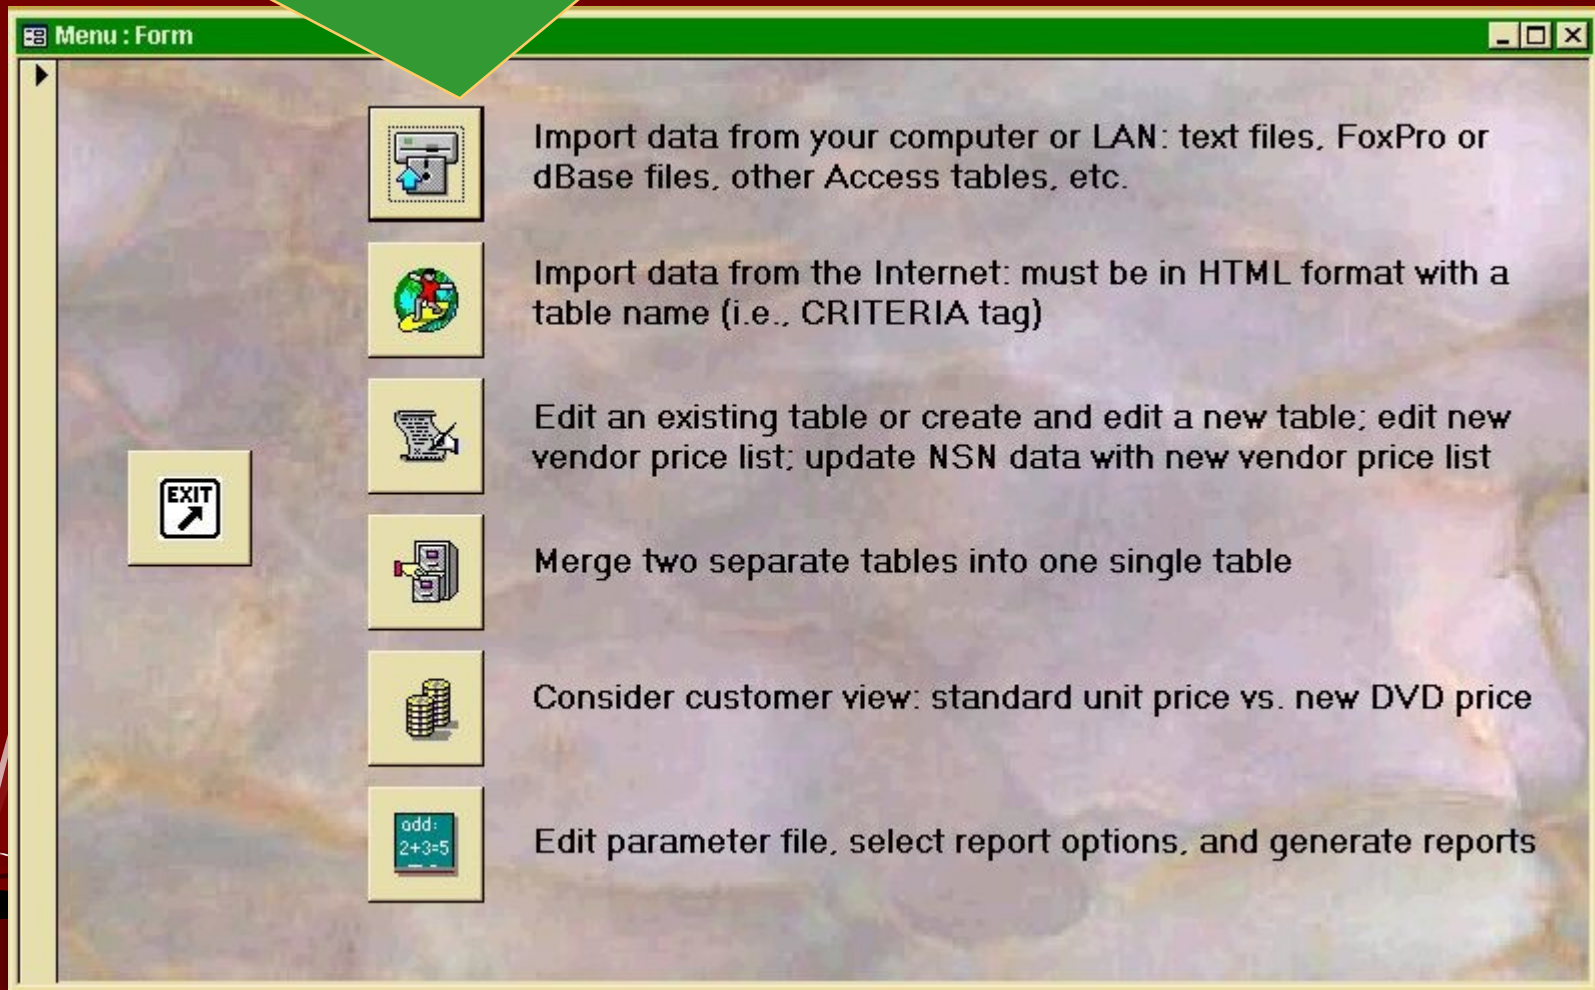 Menu : Form
Import data from your computer or LAN: text files, FoxPro or
dBase files, other Access tables, etc.
Import data from the Internet: must be in HTML format with a
table name (i.e., CRITERIA tag)
Edit an existing table or create and edit a new table; edit new
vendor price list; update NSN data with new vendor price list
EXIT
Merge two separate tables into one single table
Consider customer view: standard unit price vs. new DVD price
add:
2+3=5
Edit parameter file, select report options, and generate reports